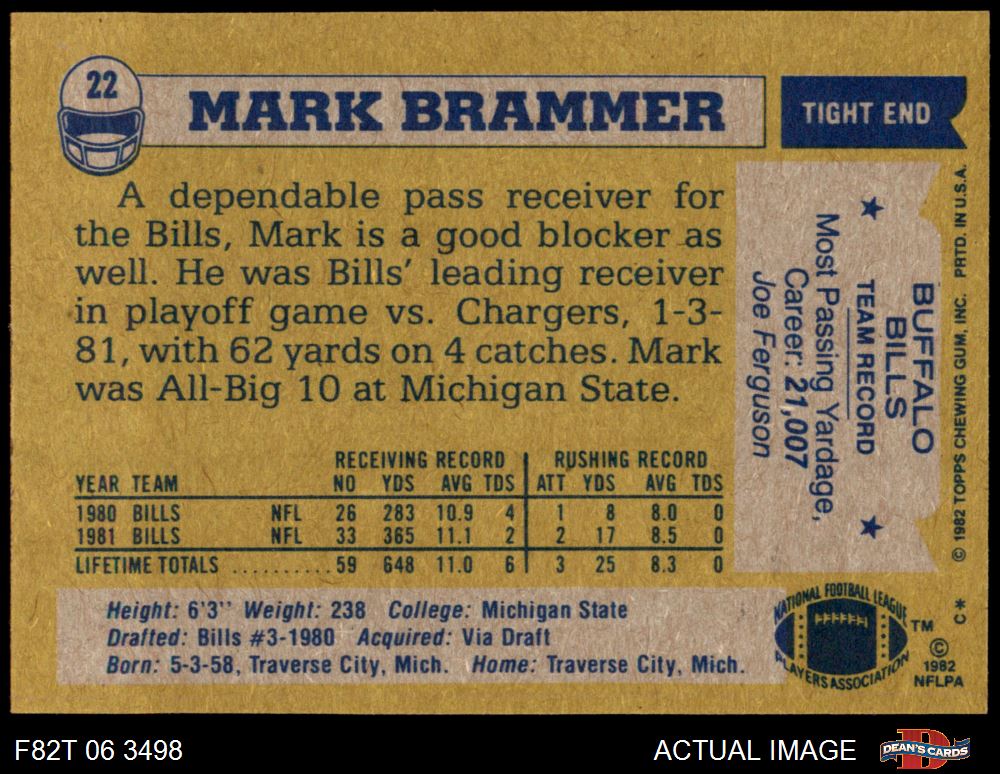 22
MARK BRAMMER
TIGHT END
A dependable pass receiver for
the Bills, Mark is a good blocker as
well. He was Bills' leading receiver
in playoff game vs. Chargers, 1-3-
81, with 62 yards on 4 catches. Mark
was All-Big 10 at Michigan State.
RECEIVING RECORD RUSHING RECORD
YEAR TEAM NO YDS AVG TDS ATT YDS AVG TDS
1980 BILLS NFL 26 283 10.9 4 1 8 8.0 0
1981 BILLS NFL 33 365 11.1 2 2 17 8.5 0
LIFETIME TOTALS ..........59 648 11.0 6 3 25 8.3 0
Height: 6'3" Weight: 238 College: Michigan State
Drafted: Bills #3-1980 Acquired: Via Draft
Born: 5-3-58, Traverse City, Mich. Home: Traverse City, Mich.
BUFFALO
BILLS
★ TEAM RECORD ★
Most Passing Yardage,
Career: 21,007
Joe Ferguson
© 1982 TOPPS CHEWING GUM, INC. PRTD. IN U.S.A.
C*
NATIONAL FOOTBALL LEAGUE
PLAYERS ASSOCIATION
TM
©
1982
NFLPA
F82T 06 3498
ACTUAL IMAGE
D
DEAN'S CARDS